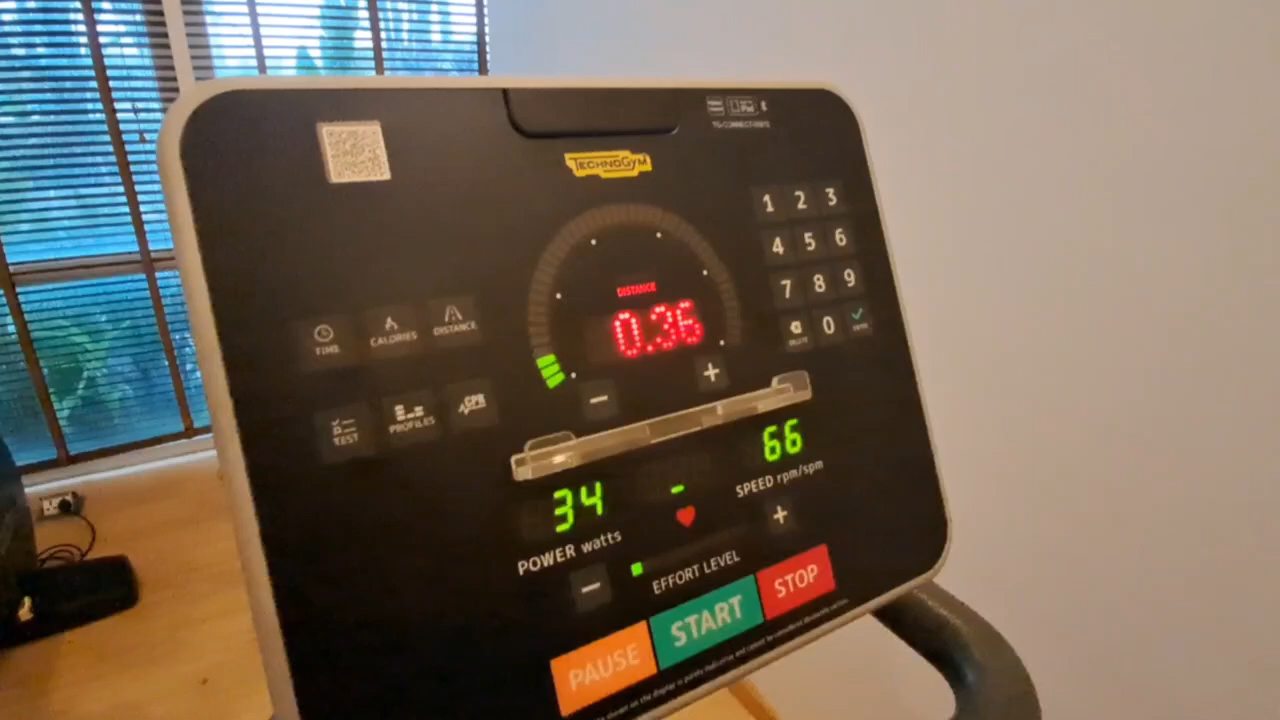 TECHNOGYM
1 2 3
4 5 6
7 8 9
DELETE 0
DISTANCE
0.36
TIME CALORIES DISTANCE
TEST PROFILES CPR
- +
34 - 66
POWER watts SPEED rpm/spm
- EFFORT LEVEL +
PAUSE START STOP